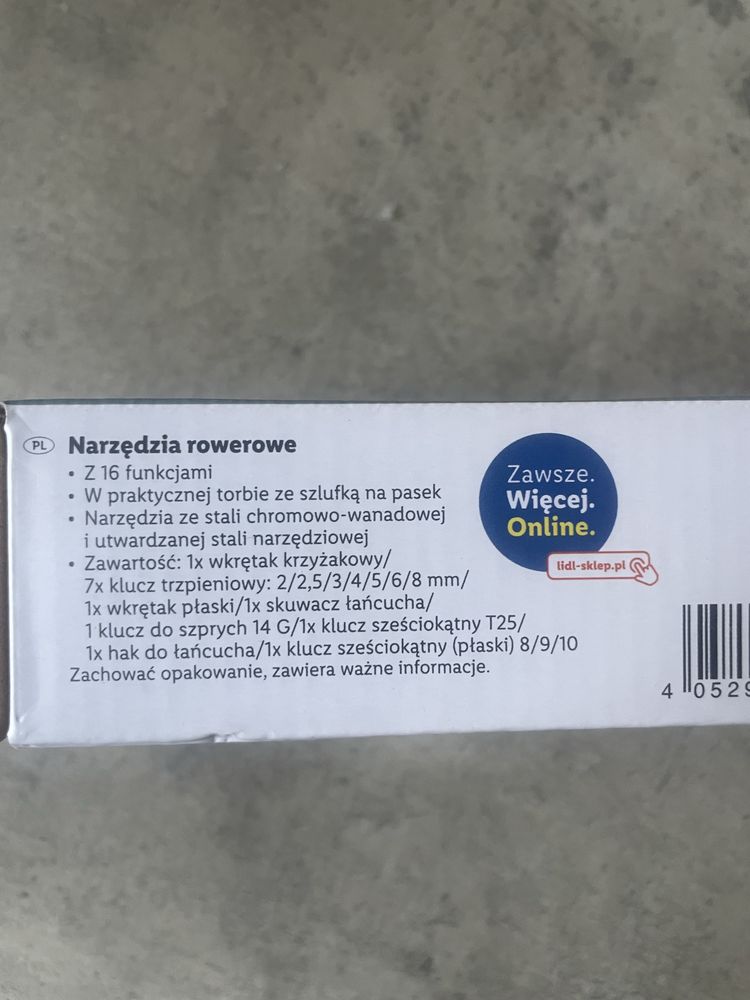 PL
Narzędzia rowerowe
• Z 16 funkcjami
• W praktycznej torbie ze szlufką na pasek
• Narzędzia ze stali chromowo-wanadowej
i utwardzanej stali narzędziowej
• Zawartość: 1x wkrętak krzyżakowy/
7x klucz trzpieniowy: 2/2,5/3/4/5/6/8 mm/
1x wkrętak płaski/1x skuwacz łańcucha/
1 klucz do szprych 14 G/1x klucz sześciokątny T25/
1x hak do łańcucha/1x klucz sześciokątny (płaski) 8/9/10
Zachować opakowanie, zawiera ważne informacje.
Zawsze.
Więcej.
Online.
lidl-sklep.pl
4 0529